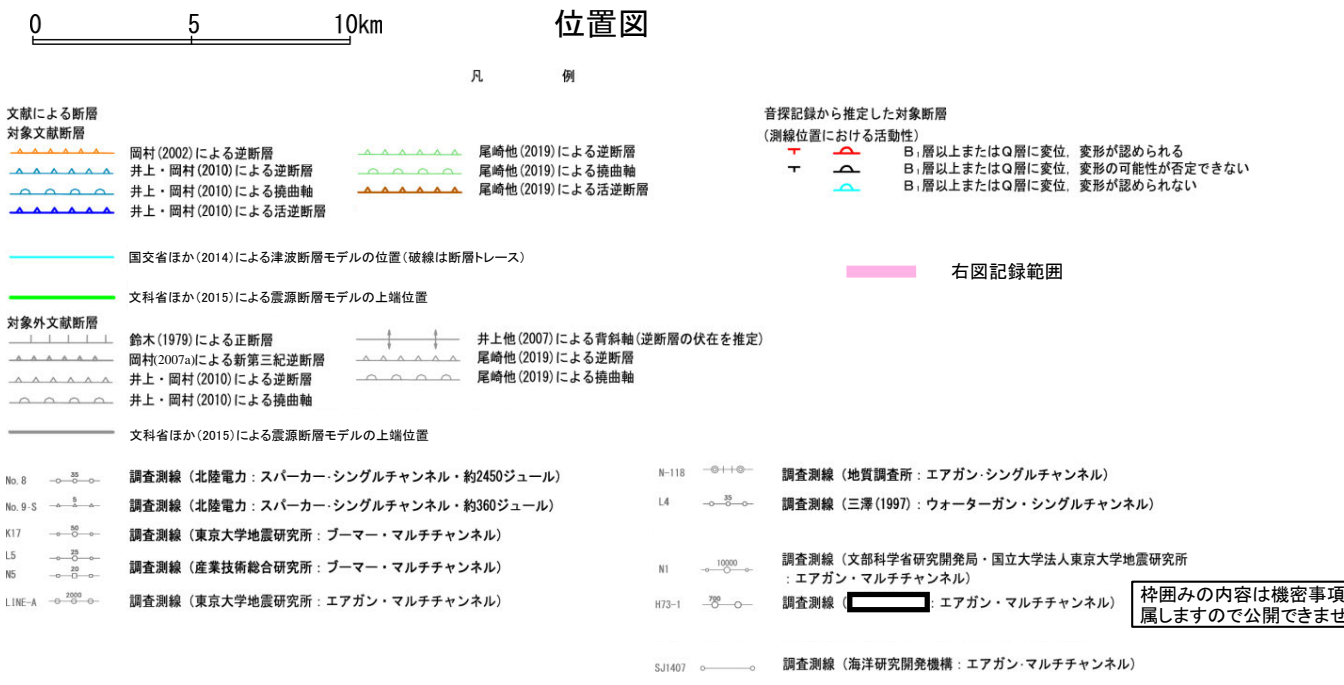 0 5 10km
位置図
凡 例
文献による断層
対象文献断層
岡村(2002)による逆断層
井上・岡村(2010)による逆断層
井上・岡村(2010)による撓曲軸
井上・岡村(2010)による活逆断層
尾崎他(2019)による逆断層
尾崎他(2019)による撓曲軸
尾崎他(2019)による活逆断層
国交省ほか(2014)による津波断層モデルの位置(破線は断層トレース)
文科省ほか(2015)による震源断層モデルの上端位置
音探記録から推定した対象断層
(測線位置における活動性)
B₁層以上またはQ層に変位，変形が認められる
B₁層以上またはQ層に変位，変形の可能性が否定できない
B₁層以上またはQ層に変位，変形が認められない
右図記録範囲
対象外文献断層
鈴木(1979)による正断層
岡村(2007a)による新第三紀逆断層
井上・岡村(2010)による逆断層
井上・岡村(2010)による撓曲軸
井上他(2007)による背斜軸(逆断層の伏在を推定)
尾崎他(2019)による逆断層
尾崎他(2019)による撓曲軸
文科省ほか(2015)による震源断層モデルの上端位置
No.8 35 調査測線（北陸電力：スパーカー・シングルチャンネル・約2450ジュール）
No.9-S 5 調査測線（北陸電力：スパーカー・シングルチャンネル・約360ジュール）
K17 50 調査測線（東京大学地震研究所：ブーマー・マルチチャンネル）
L5 25
N5 20 調査測線（産業技術総合研究所：ブーマー・マルチチャンネル）
LINE-A 2000 調査測線（東京大学地震研究所：エアガン・マルチチャンネル）
N-118 調査測線（地質調査所：エアガン・シングルチャンネル）
L4 35 調査測線（三澤(1997)：ウォーターガン・シングルチャンネル）
N1 10000 調査測線（文部科学省研究開発局・国立大学法人東京大学地震研究所
：エアガン・マルチチャンネル）
H73-1 700 調査測線（ ：エアガン・マルチチャンネル）
枠囲みの内容は機密事項
属しますので公開できませ
SJ1407 調査測線（海洋研究開発機構：エアガン・マルチチャンネル）